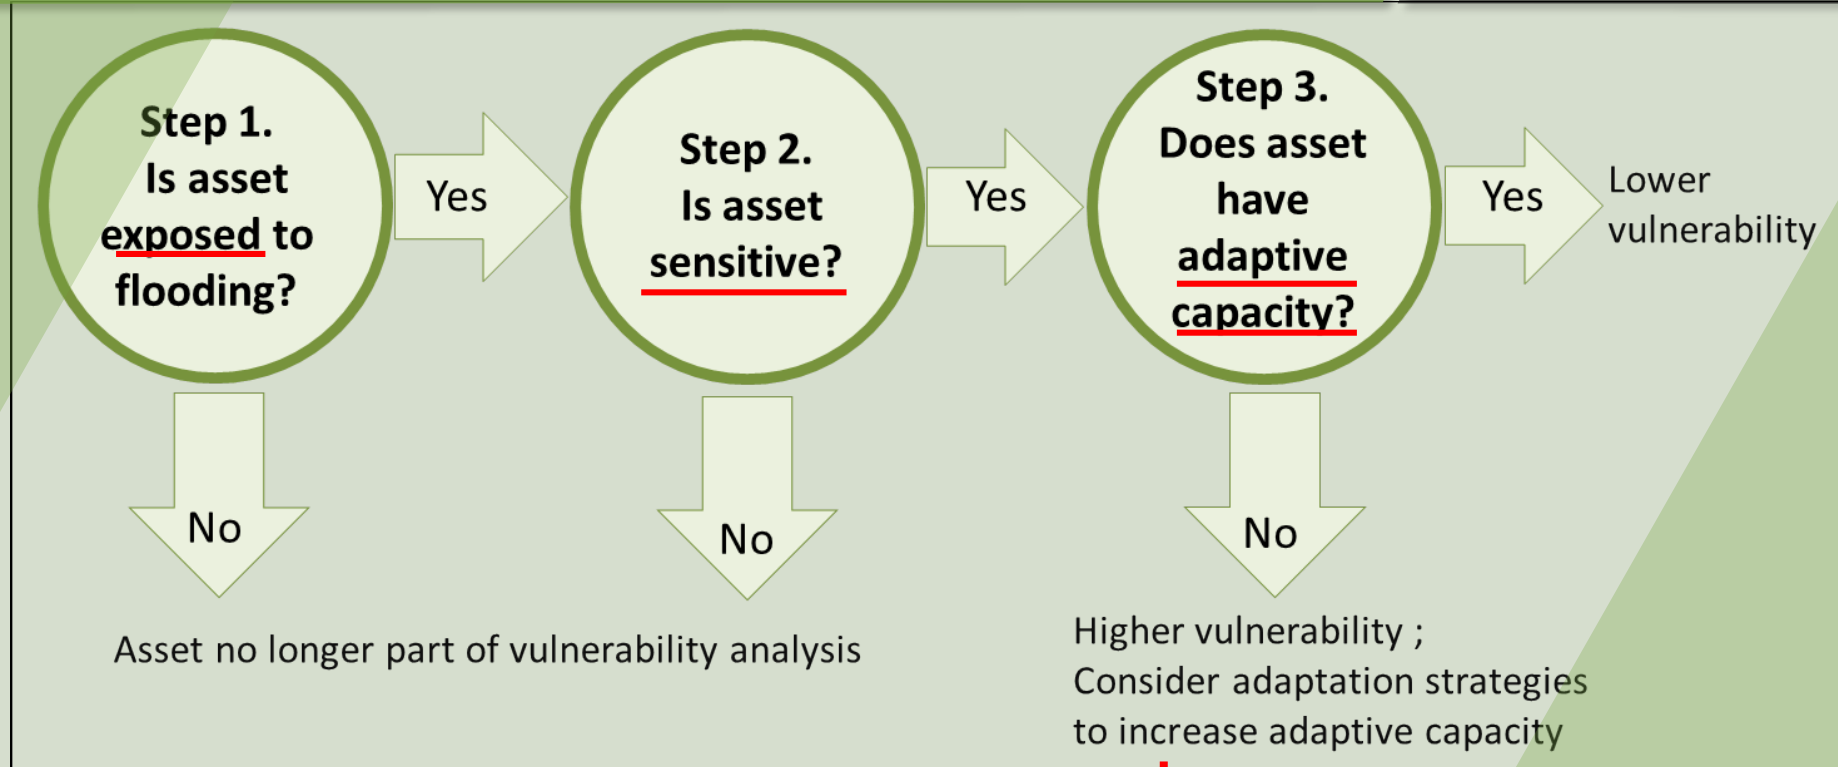 Step 1.
Is asset
exposed to
flooding?
Yes
No
Step 2.
Is asset
sensitive?
Yes
No
Step 3.
Does asset
have
adaptive
capacity?
Yes
No
Lower
vulnerability
Asset no longer part of vulnerability analysis
Higher vulnerability ;
Consider adaptation strategies
to increase adaptive capacity